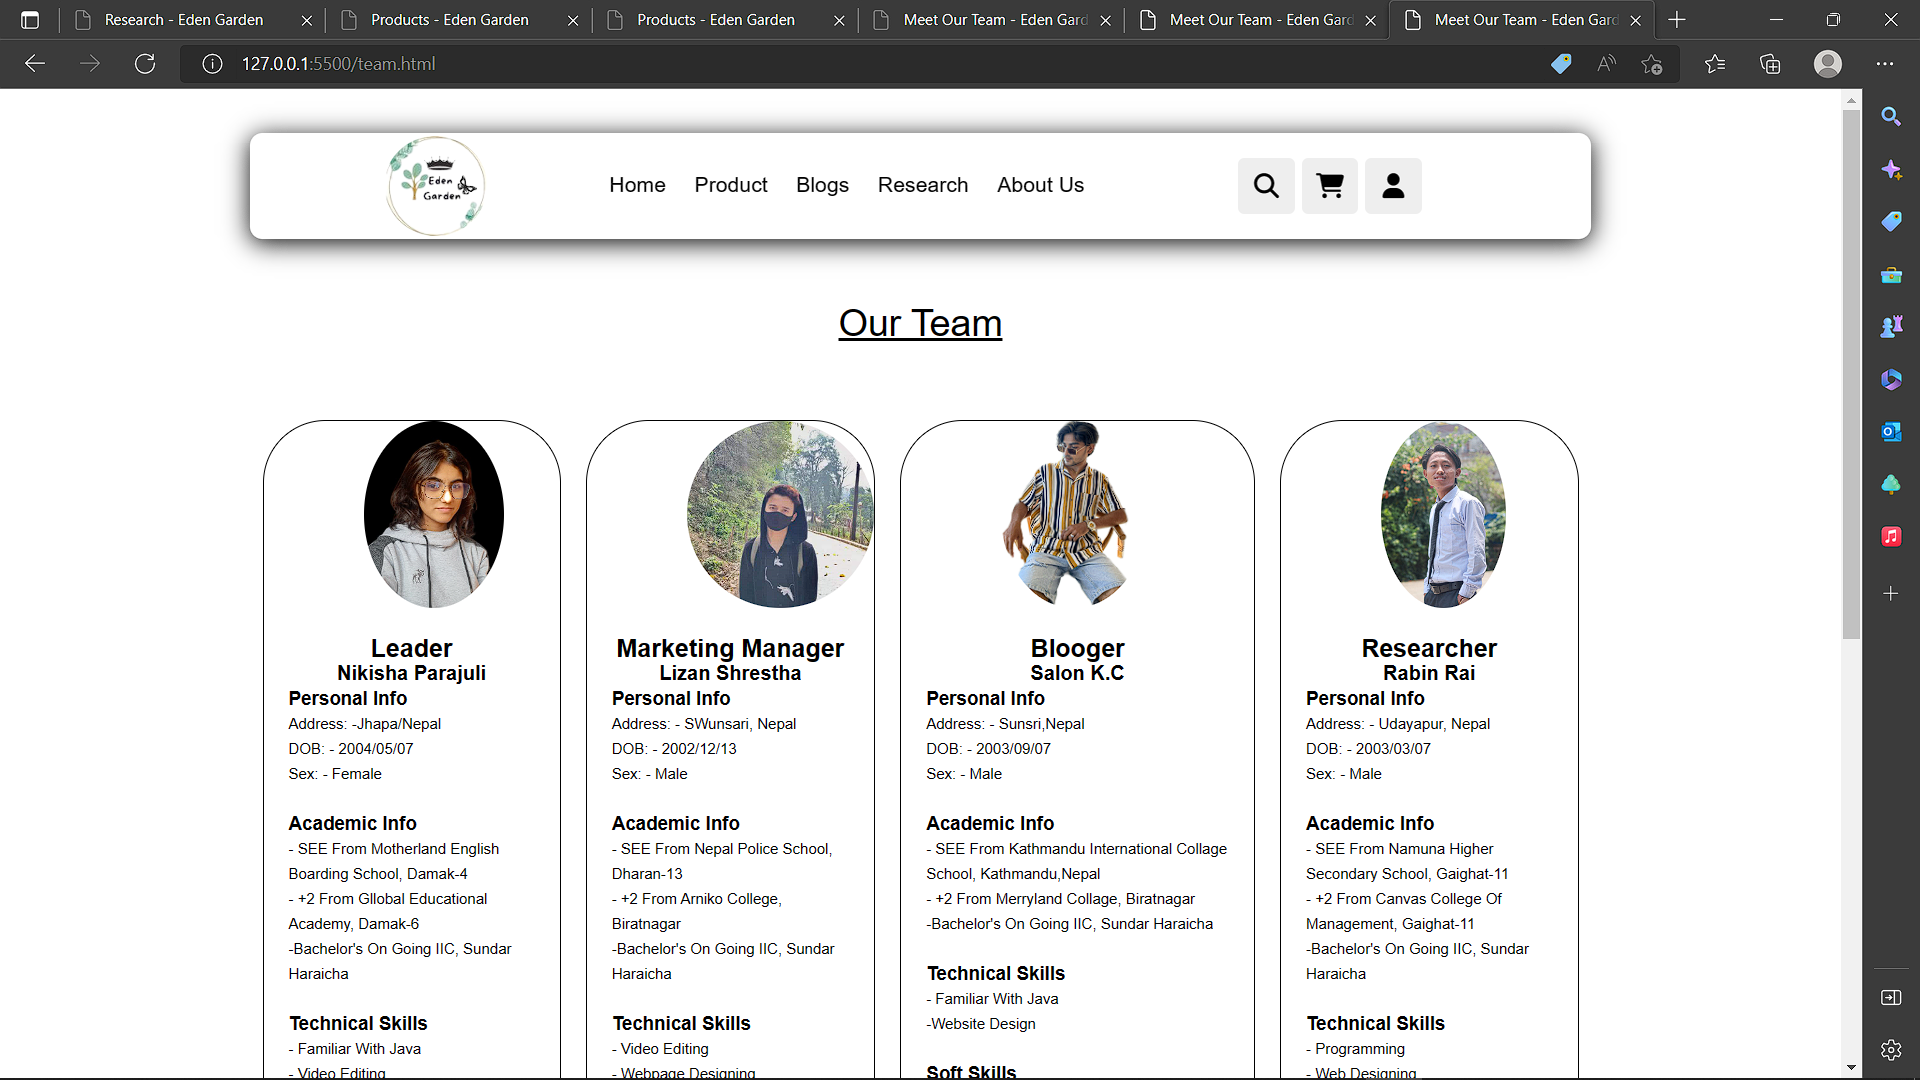 Research - Eden Garden
Products - Eden Garden
Products - Eden Garden
Meet Our Team - Eden Gard
Meet Our Team - Eden Gard
Meet Our Team - Eden Gard
127.0.0.1:5500/team.html
Eden
Garden
Home Product Blogs Research About Us
Our Team
Leader
Nikisha Parajuli
Personal Info
Address: -Jhapa/Nepal
DOB: - 2004/05/07
Sex: - Female
Academic Info
- SEE From Motherland English
Boarding School, Damak-4
- +2 From Gllobal Educational
Academy, Damak-6
-Bachelor's On Going IIC, Sundar
Haraicha
Technical Skills
- Familiar With Java
- Video Editing
Marketing Manager
Lizan Shrestha
Personal Info
Address: - SWunsari, Nepal
DOB: - 2002/12/13
Sex: - Male
Academic Info
- SEE From Nepal Police School,
Dharan-13
- +2 From Arniko College,
Biratnagar
-Bachelor's On Going IIC, Sundar
Haraicha
Technical Skills
- Video Editing
- Webpage Designing
Blooger
Salon K.C
Personal Info
Address: - Sunsri,Nepal
DOB: - 2003/09/07
Sex: - Male
Academic Info
- SEE From Kathmandu International Collage
School, Kathmandu,Nepal
- +2 From Merryland Collage, Biratnagar
-Bachelor's On Going IIC, Sundar Haraicha
Technical Skills
- Familiar With Java
-Website Design
Soft Skills
Researcher
Rabin Rai
Personal Info
Address: - Udayapur, Nepal
DOB: - 2003/03/07
Sex: - Male
Academic Info
- SEE From Namuna Higher
Secondary School, Gaighat-11
- +2 From Canvas College Of
Management, Gaighat-11
-Bachelor's On Going IIC, Sundar
Haraicha
Technical Skills
- Programming
- Web Designing